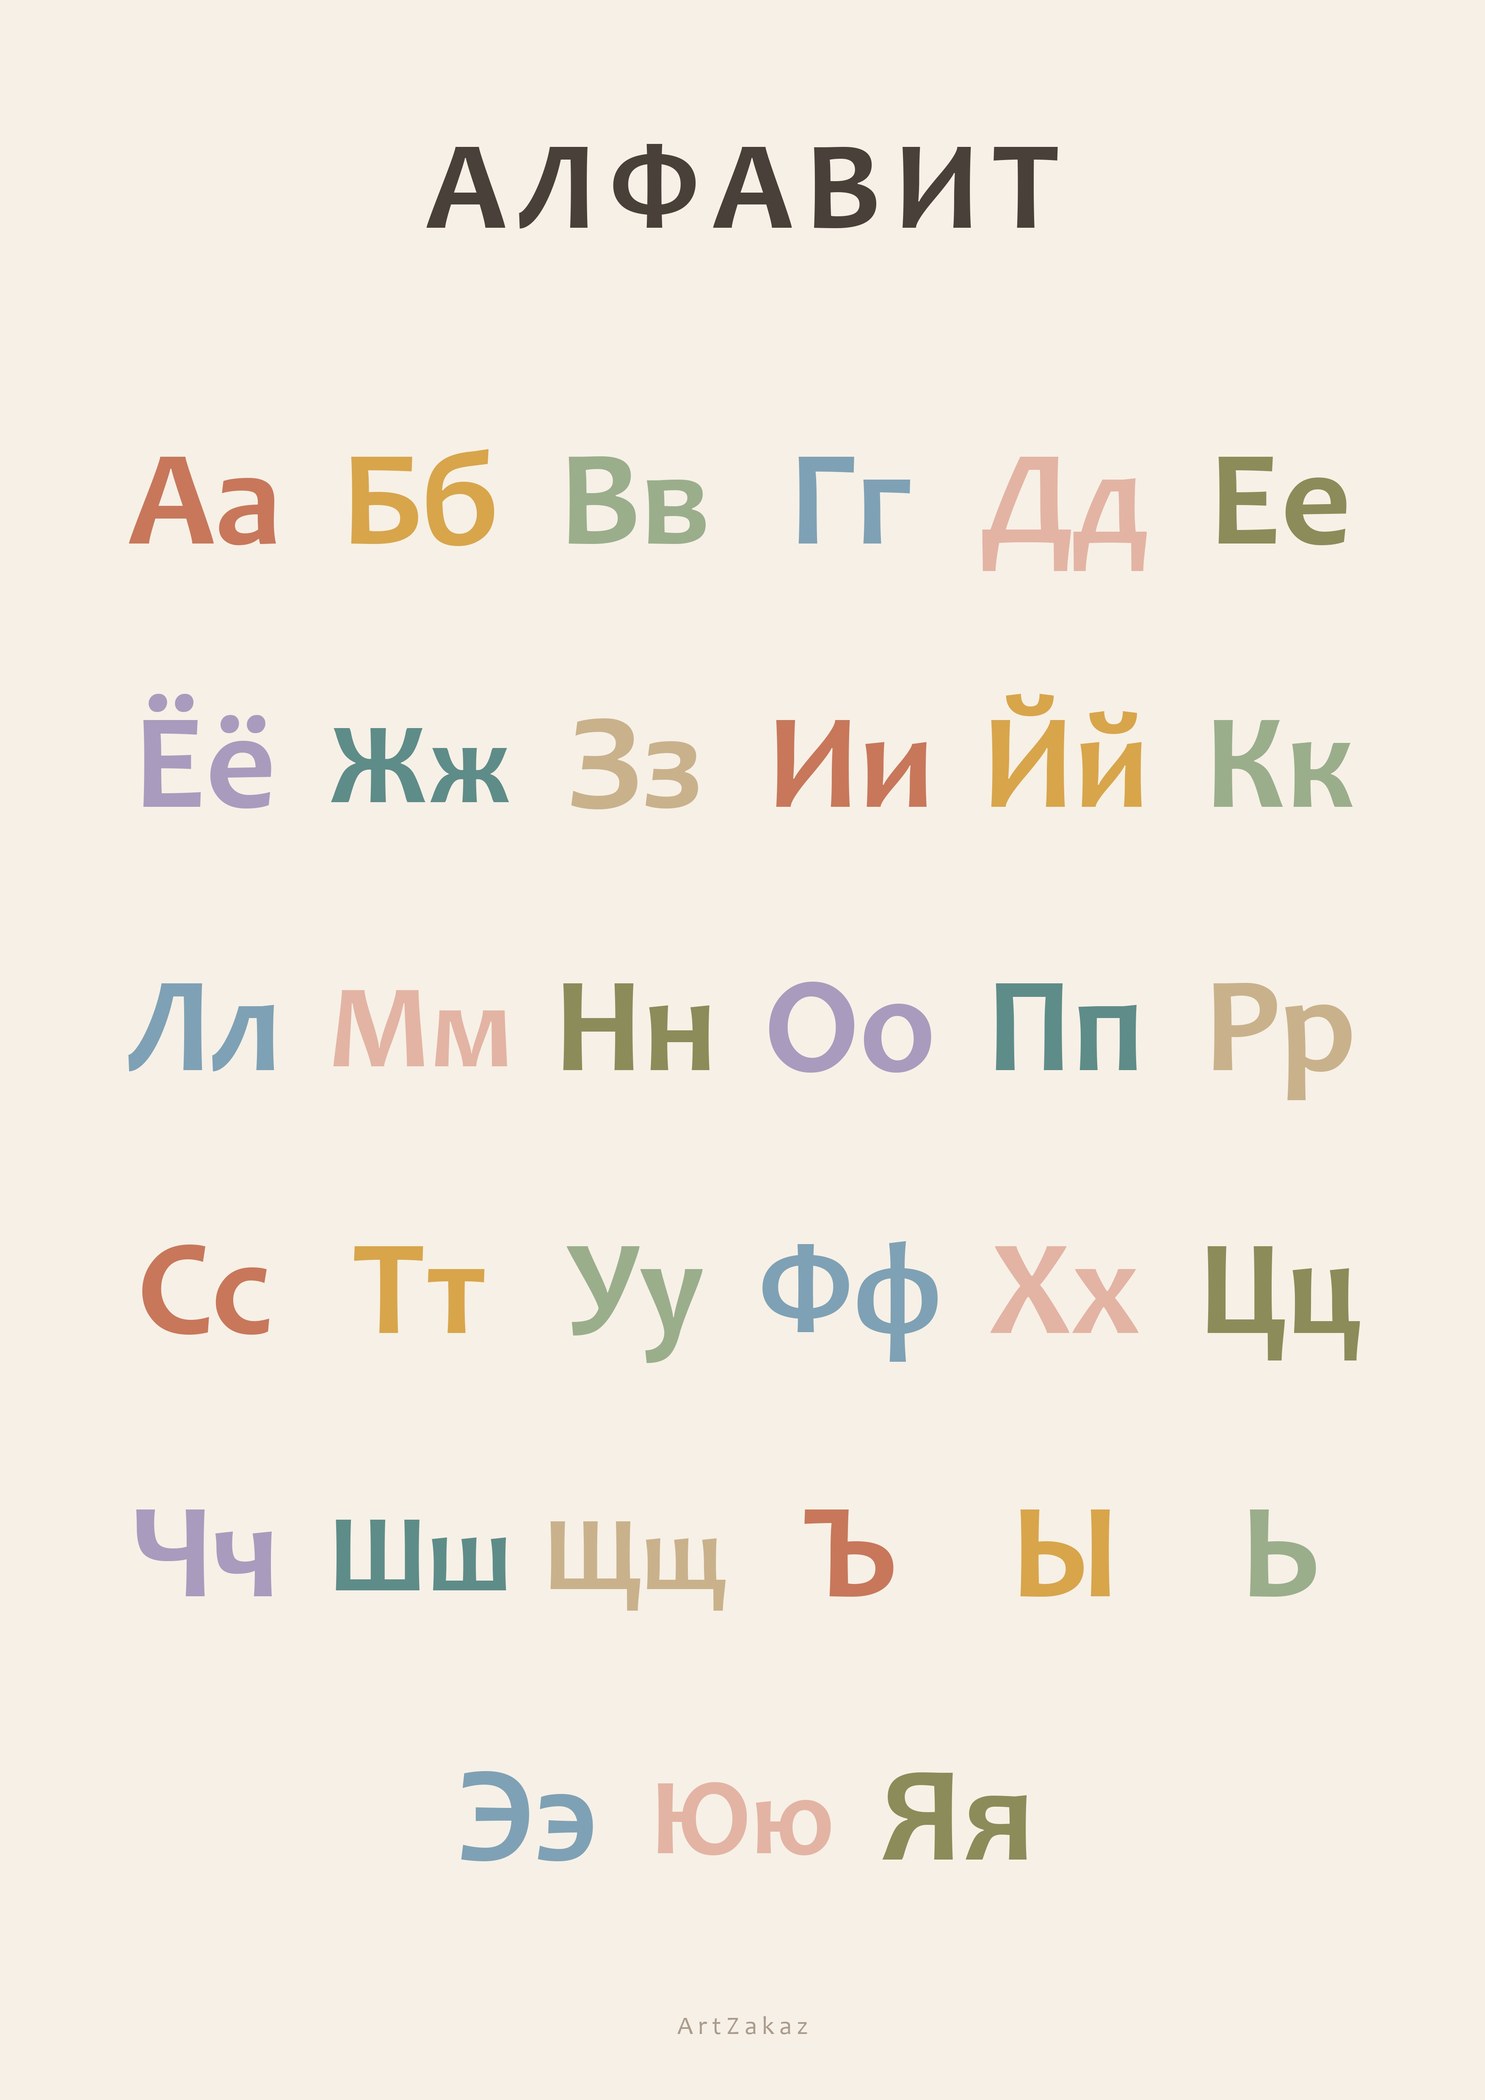 АЛФАВИТ
Аа Бб Вв Гг Дд Ее
Ёё Жж Зз Ии Йй Кк
Лл Мм Нн Оо Пп Рр
Сс Тт Уу Фф Хх Цц
Чч Шш Щщ Ъ Ы Ь
Ээ Юю Яя
ArtZakaz